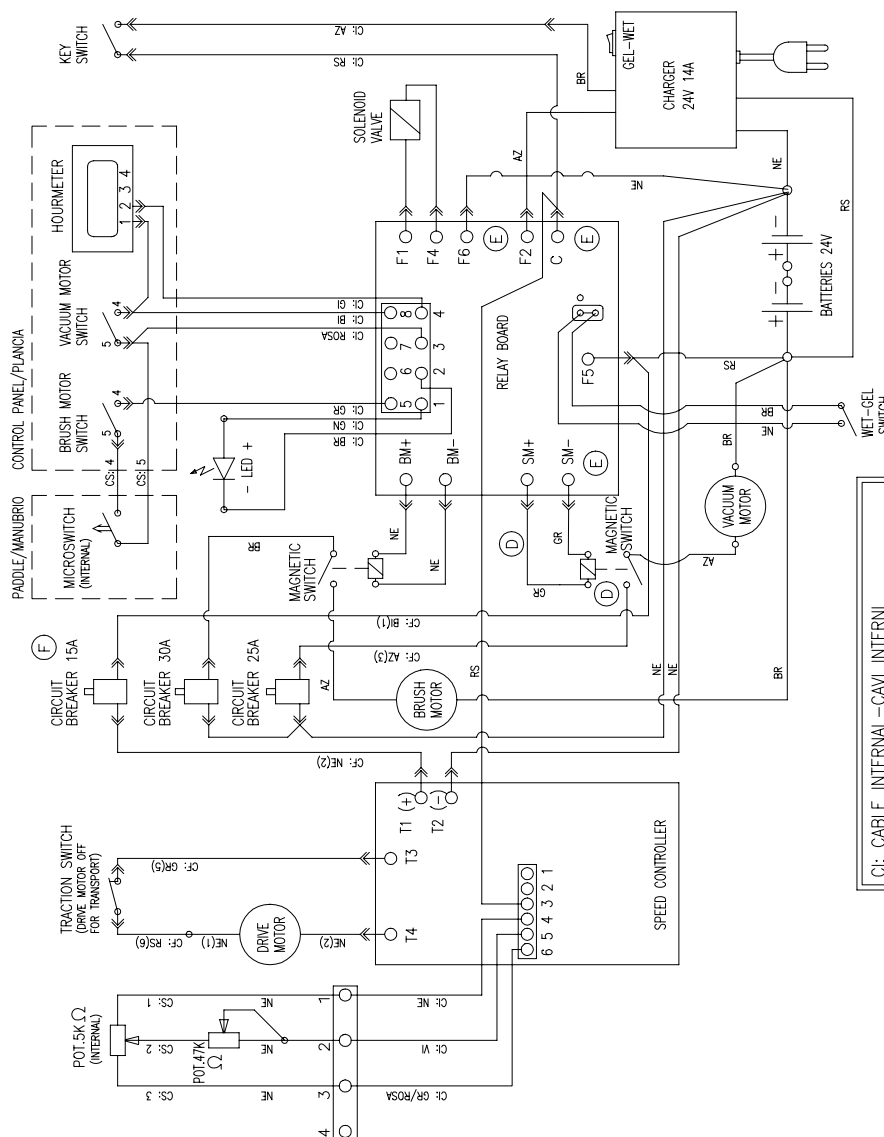 KEY
SWITCH
CI: AZ
CI: RS
BR
GEL-WET
CHARGER
24V 14A
SOLENOID
VALVE
AZ
NE
NE
RS
CONTROL PANEL/PLANCIA
HOURMETER
1 2 3 4
VACUUM MOTOR
SWITCH
5
4
BRUSH MOTOR
SWITCH
5
4
CI: GI
CI: BI
CI: ROSA
CI: GR
CI: GN
CI: BR
CS: 4
CS: 5
PADDLE/MANUBRIO
MICROSWITCH
(INTERNAL)
- LED +
F1
F4
F6
E
F2
C
E
5 6 7 8
1 2 3 4
RELAY BOARD
F5
BM+
BM-
SM+
SM-
E
BATTERIES 24V
+ - + -
RS
BR
BR
NE
WET-GEL
SWITCH
VACUUM
MOTOR
AZ
D
GR
GR
D
MAGNETIC
SWITCH
NE
NE
MAGNETIC
SWITCH
BR
F
CIRCUIT
BREAKER 15A
CIRCUIT
BREAKER 30A
CIRCUIT
BREAKER 25A
CF: BI(1)
CF: AZ(3)
AZ
BRUSH
MOTOR
RS
NE
NE
BR
CF: NE(2)
TRACTION SWITCH
(DRIVE MOTOR OFF
FOR TRANSPORT)
CF: GR(5)
CF: RS(6)
NE(1)
DRIVE
MOTOR
NE(2)
T1 (+)
T2 (-)
T3
T4
SPEED CONTROLLER
6 5 4 3 2 1
POT.5K Ω
(INTERNAL)
CS: 1
CS: 2
CS: 3
NE
NE
NE
POT.47K
Ω
4 3 2 1
CI: NE
CI: VI
CI: GR/ROSA
CI: CABLE INTERNAL-CAVI INTERNI